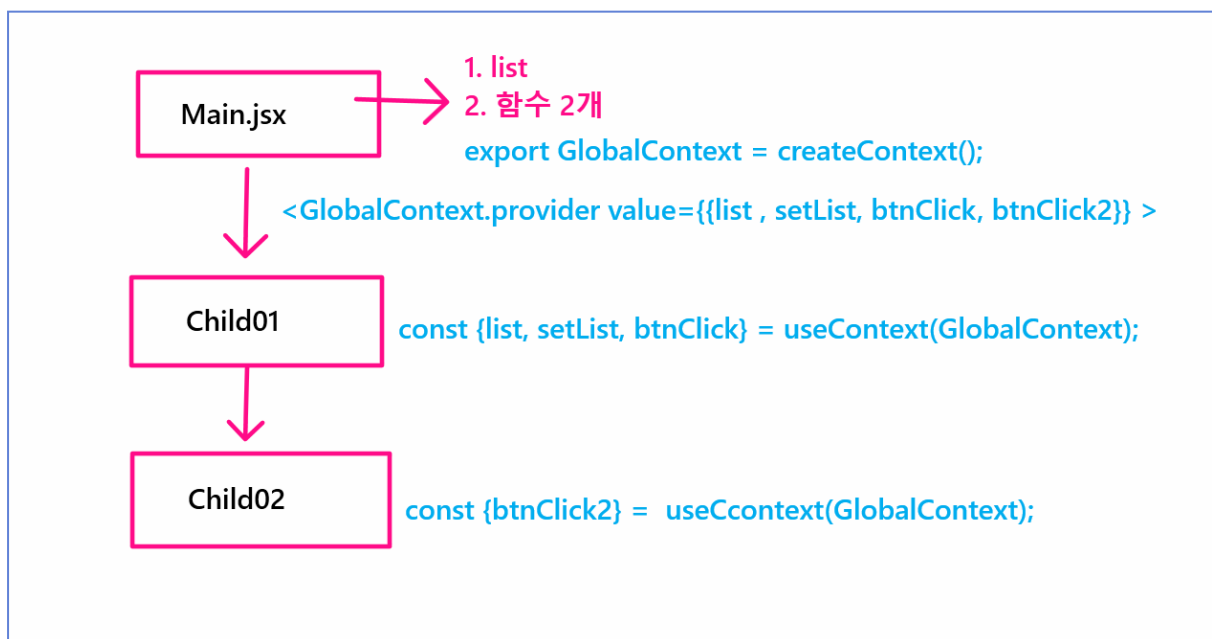 Main.jsx
1. list
2. 함수 2개
export GlobalContext = createContext();
<GlobalContext.provider value={{list , setList, btnClick, btnClick2}} >
Child01
const {list, setList, btnClick} = useContext(GlobalContext);
Child02
const {btnClick2} = useCcontext(GlobalContext);